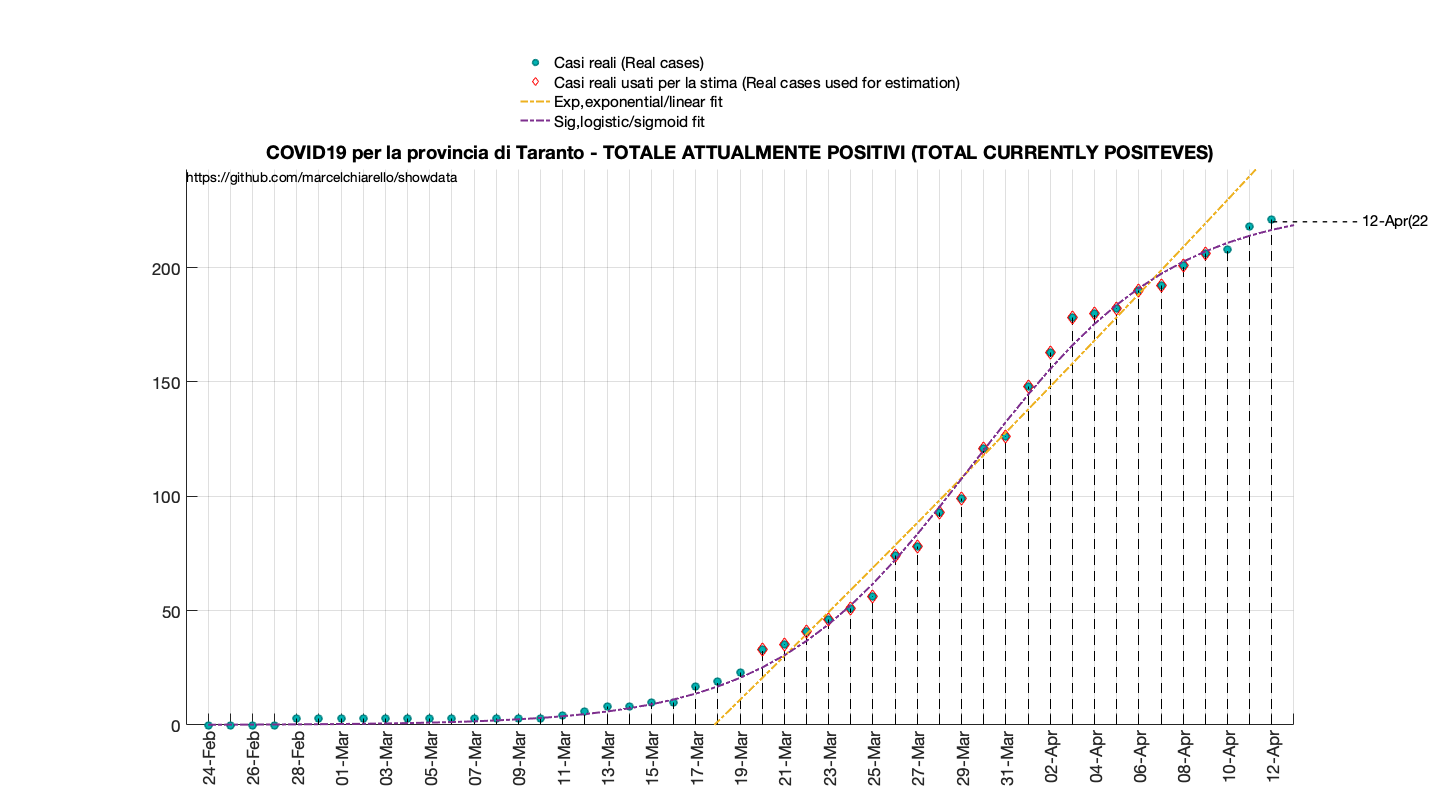 Casi reali (Real cases)
Casi reali usati per la stima (Real cases used for estimation)
Exp,exponential/linear fit
Sig,logistic/sigmoid fit
COVID19 per la provincia di Taranto - TOTALE ATTUALMENTE POSITIVI (TOTAL CURRENTLY POSITEVES)
https://github.com/marcelchiarello/showdata
12-Apr(22
200
150
100
50
0
24-Feb
26-Feb
28-Feb
01-Mar
03-Mar
05-Mar
07-Mar
09-Mar
11-Mar
13-Mar
15-Mar
17-Mar
19-Mar
21-Mar
23-Mar
25-Mar
27-Mar
29-Mar
31-Mar
02-Apr
04-Apr
06-Apr
08-Apr
10-Apr
12-Apr